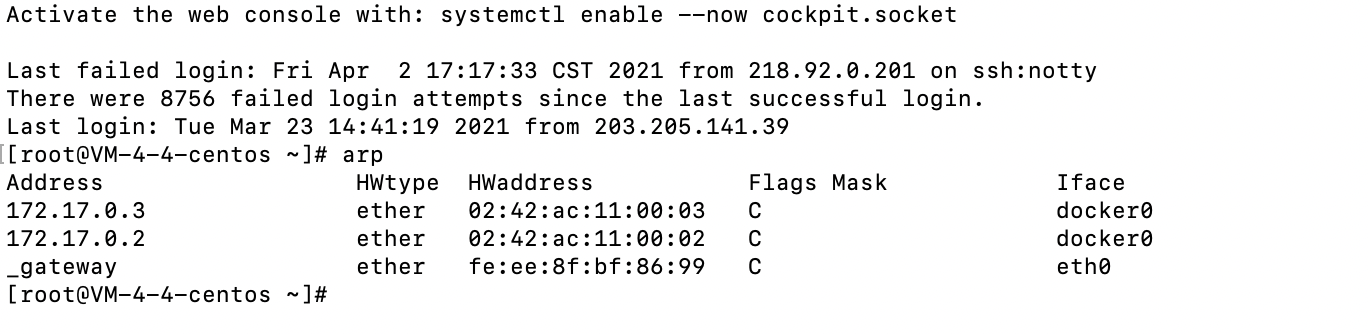 Activate the web console with: systemctl enable --now cockpit.socket

Last failed login: Fri Apr  2 17:17:33 CST 2021 from 218.92.0.201 on ssh:notty
There were 8756 failed login attempts since the last successful login.
Last login: Tue Mar 23 14:41:19 2021 from 203.205.141.39
[[root@VM-4-4-centos ~]# arp
Address                  HWtype  HWaddress           Flags Mask            Iface
172.17.0.3               ether   02:42:ac:11:00:03   C                     docker0
172.17.0.2               ether   02:42:ac:11:00:02   C                     docker0
_gateway                 ether   fe:ee:8f:bf:86:99   C                     eth0
[root@VM-4-4-centos ~]#